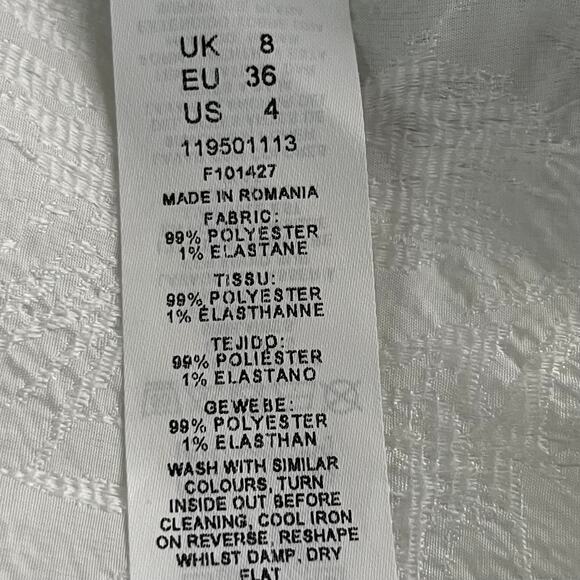 UK 8
EU 36
US 4
119501113
F101427
MADE IN ROMANIA
FABRIC:
99% POLYESTER
1% ELASTANE
TISSU:
99% POLYESTER
1% ÉLASTHANNE
TEJIDO:
99% POLIÉSTER
1% ELASTANO
GEWEBE:
99% POLYESTER
1% ELASTHAN
WASH WITH SIMILAR
COLOURS, TURN
INSIDE OUT BEFORE
CLEANING, COOL IRON
ON REVERSE, RESHAPE
WHILST DAMP, DRY
FLAT